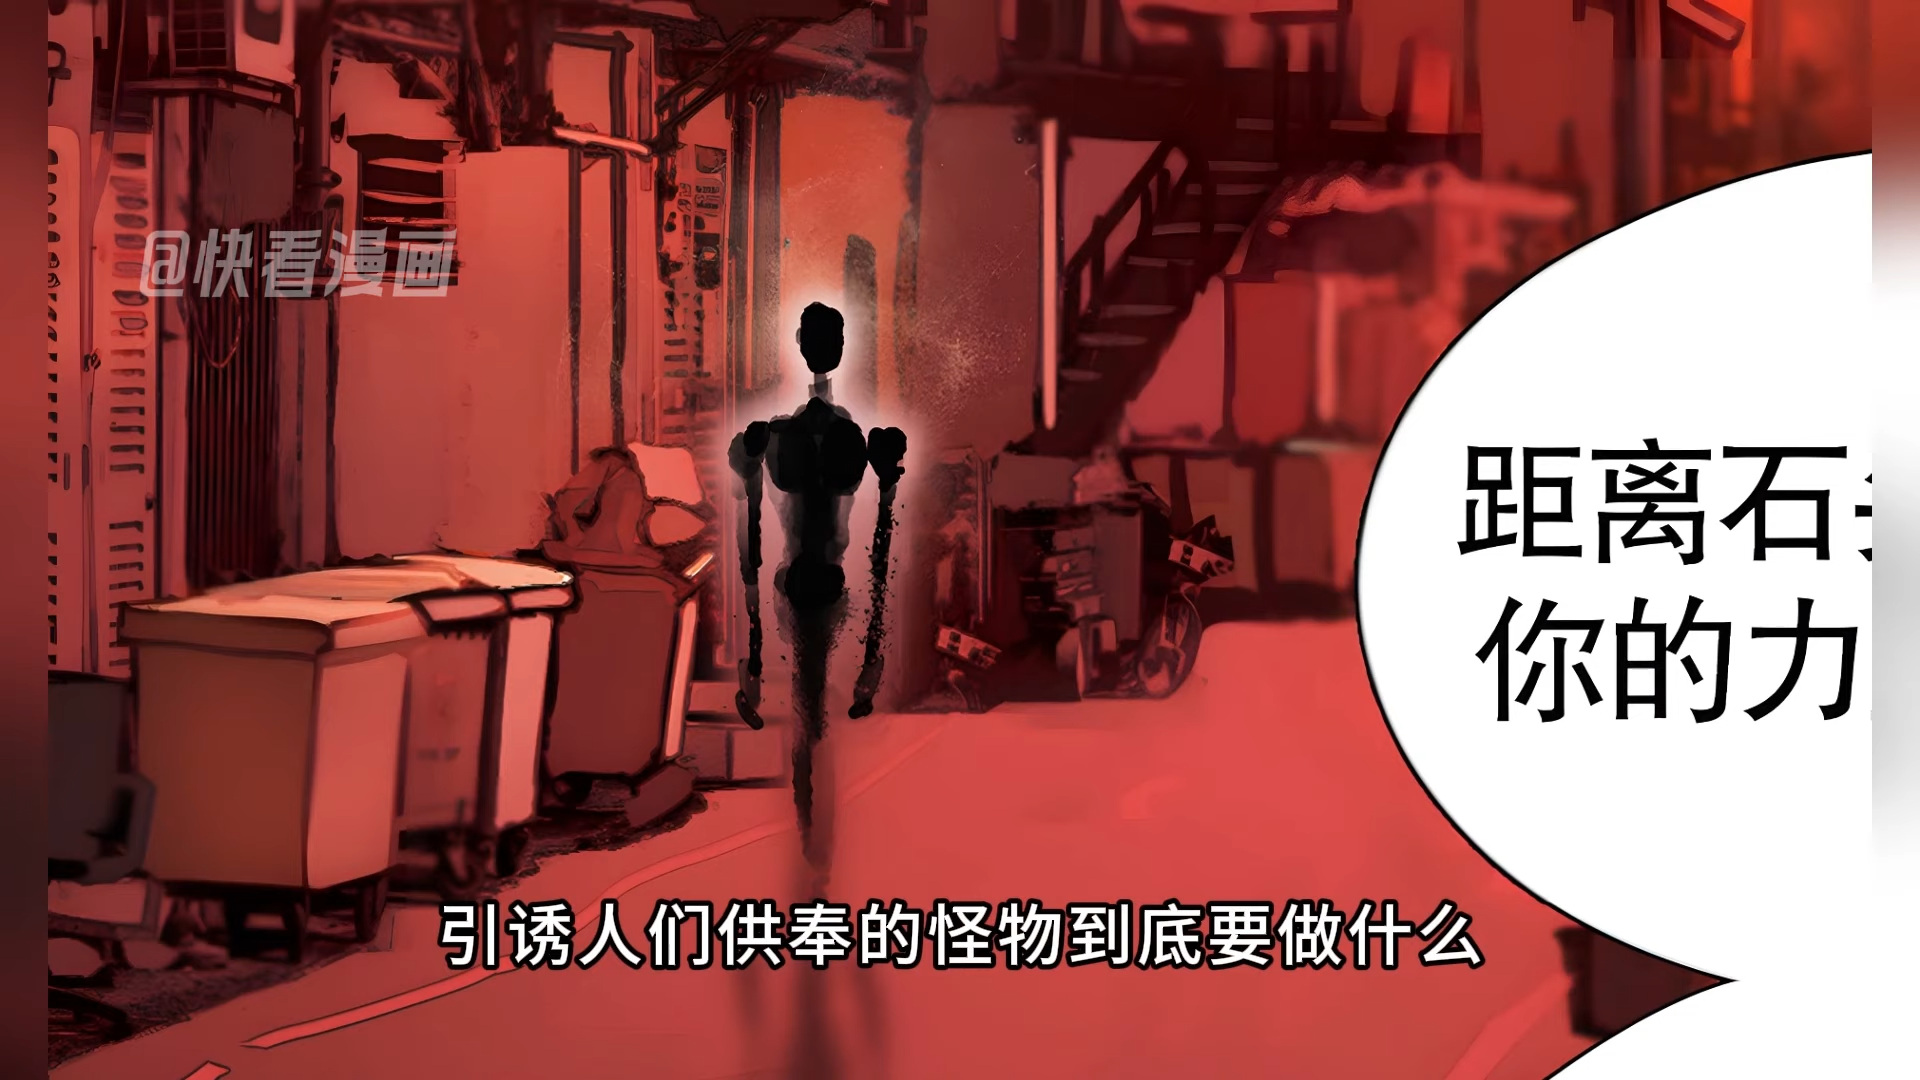 @快看漫画
距离石
你的力
引诱人们供奉的怪物到底要做什么